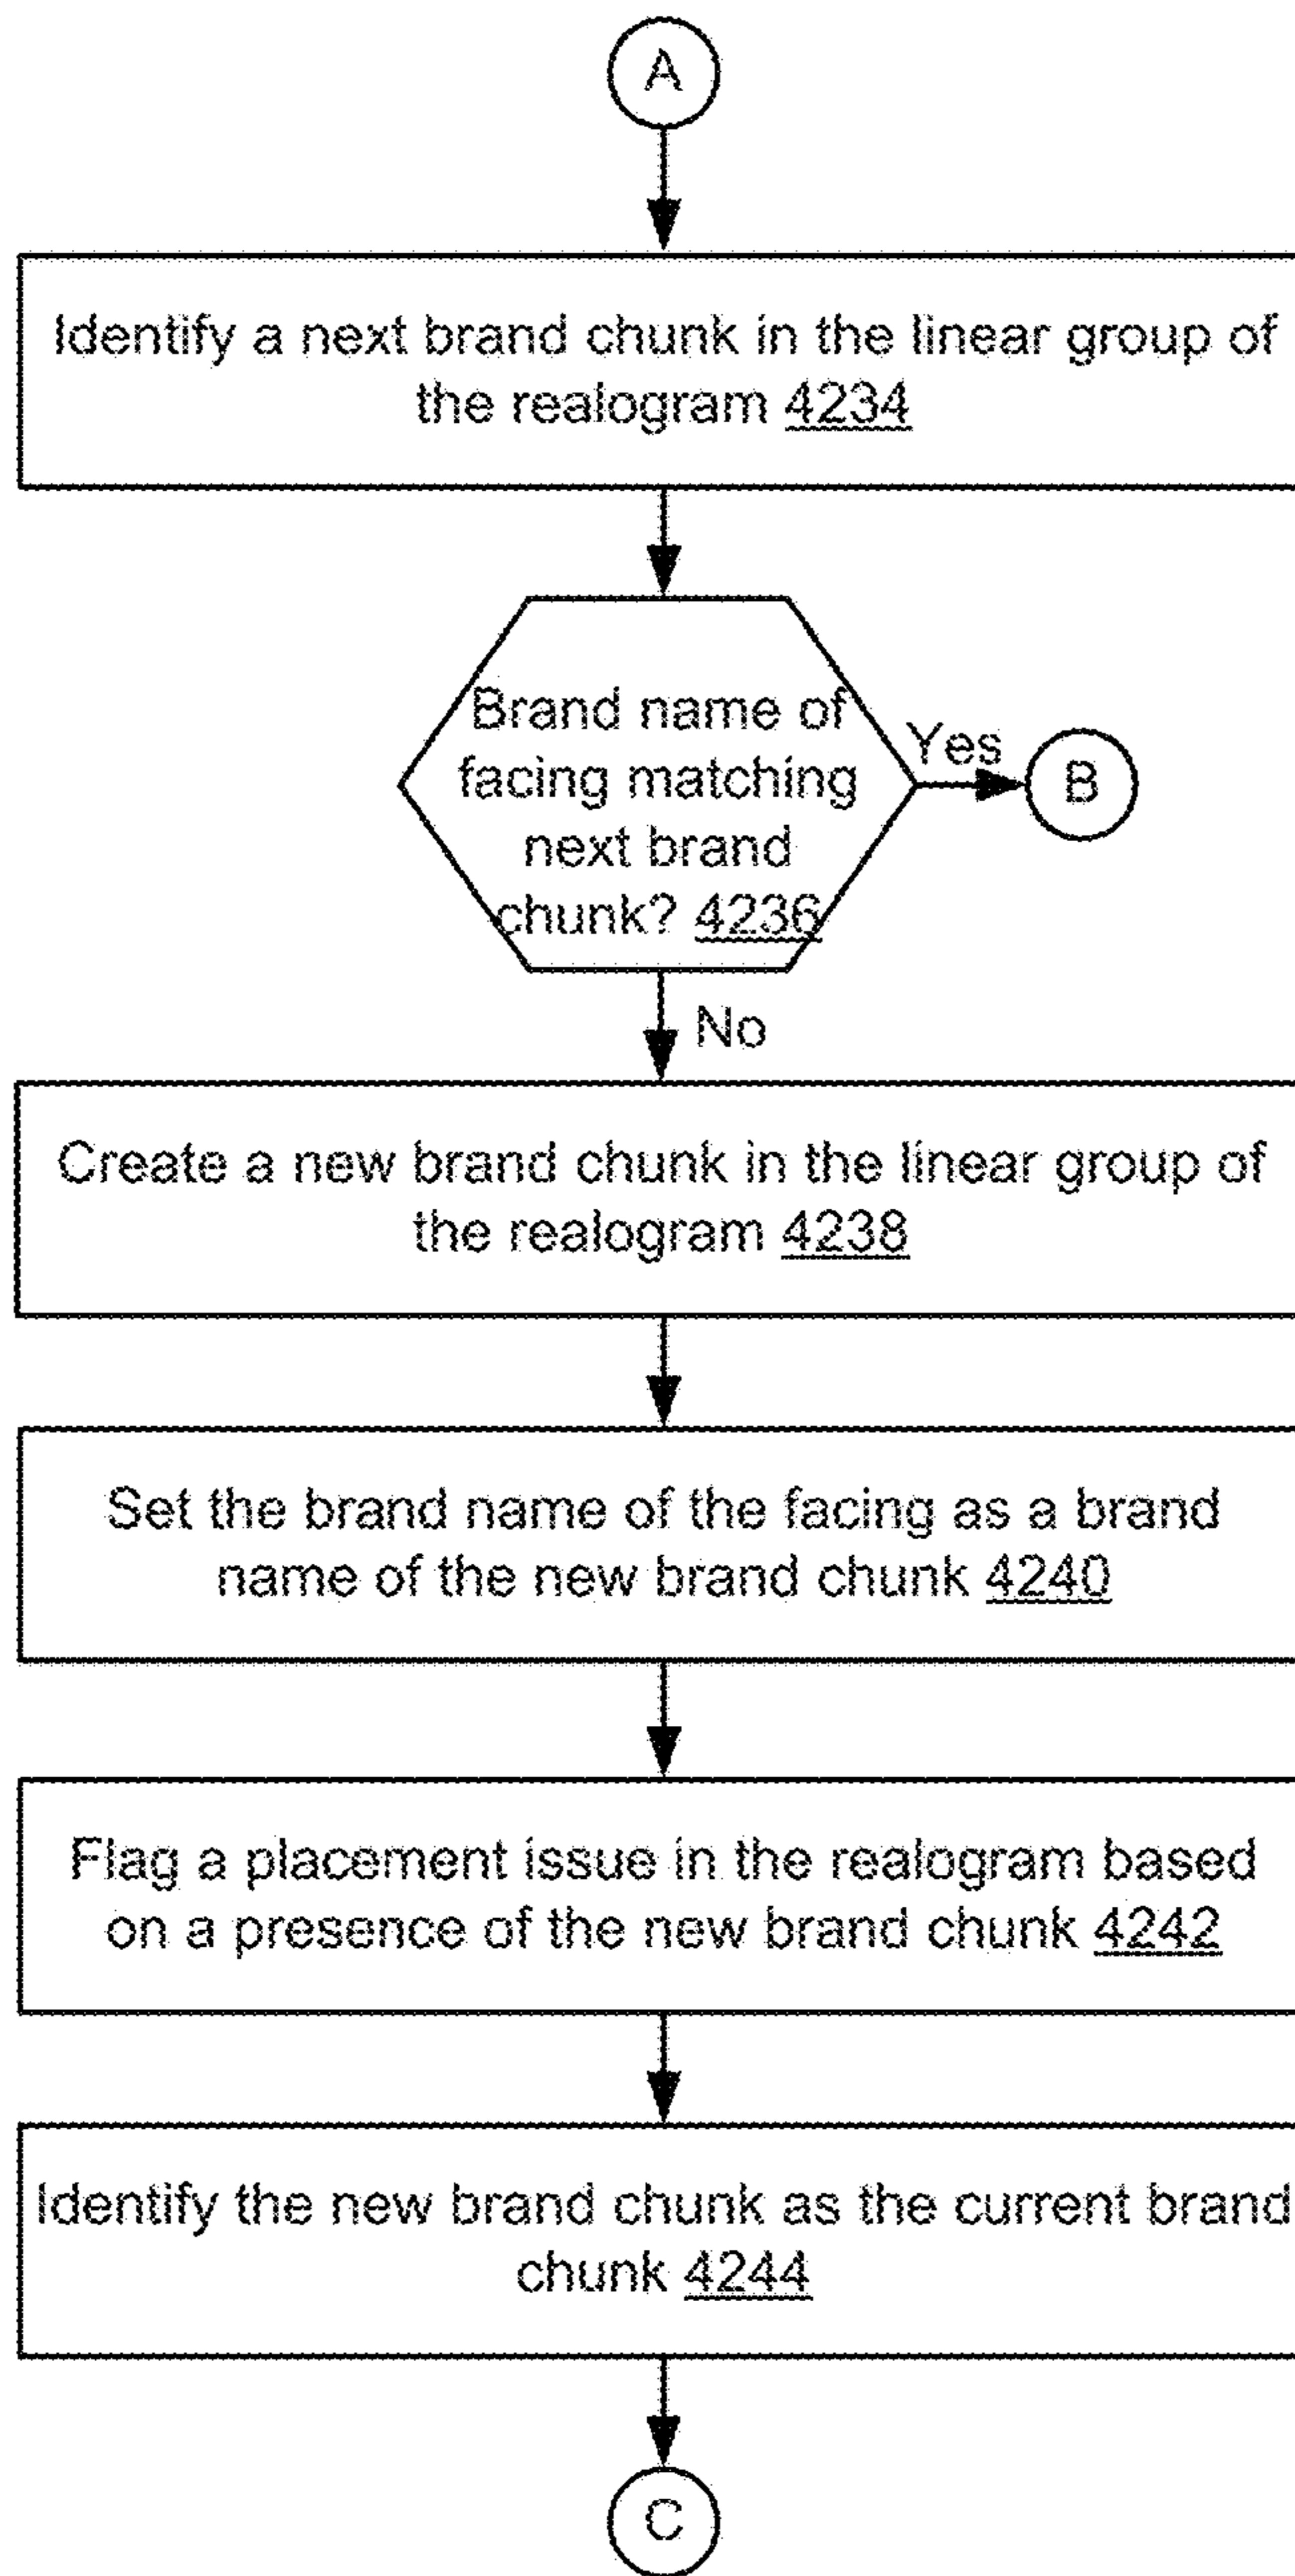 A
Identify a next brand chunk in the linear group of
the realogram 4234
Brand name of
facing matching
next brand
chunk? 4236
Yes
B
No
Create a new brand chunk in the linear group of
the realogram 4238
Set the brand name of the facing as a brand
name of the new brand chunk 4240
Flag a placement issue in the realogram based
on a presence of the new brand chunk 4242
Identify the new brand chunk as the current brand
chunk 4244
C